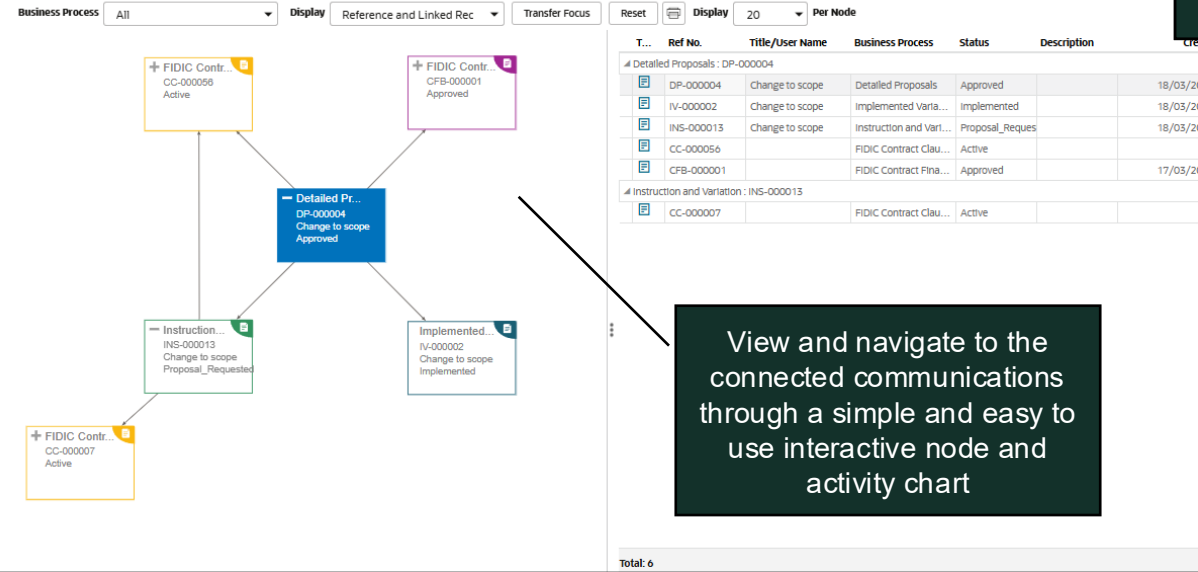 Business Process All Display Reference and Linked Rec Transfer Focus Reset Display 20 Per Node
FIDIC Contr...
CC-000056
Active
FIDIC Contr...
CFB-000001
Approved
Detailed Pr...
DP-000004
Change to scope
Approved
Instruction...
INS-000013
Change to scope
Proposal_Requested
Implemented...
IV-000002
Change to scope
Implemented
FIDIC Contr...
CC-000007
Active
T... Ref No. Title/User Name Business Process Status Description Cre
Detailed Proposals : DP-000004
DP-000004 Change to scope Detailed Proposals Approved 18/03/20
IV-000002 Change to scope Implemented Varia... Implemented 18/03/20
INS-000013 Change to scope Instruction and Vari... Proposal_Reques 18/03/20
CC-000056 FIDIC Contract Clau... Active
CFB-000001 FIDIC Contract Fina... Approved 17/03/20
Instruction and Variation : INS-000013
CC-000007 FIDIC Contract Clau... Active
View and navigate to the
connected communications
through a simple and easy to
use interactive node and
activity chart
Total: 6